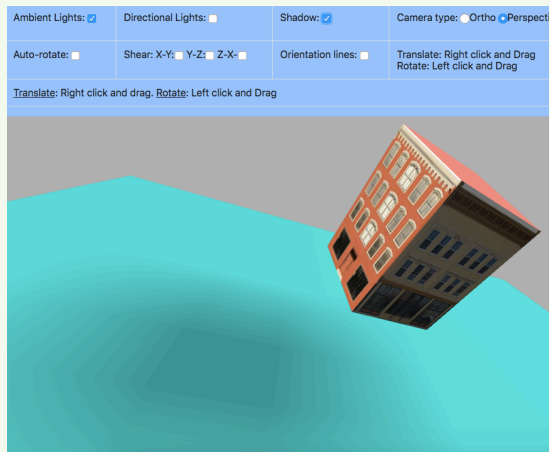 Ambient Lights:
Directional Lights:
Shadow:
Camera type: Ortho Perspecti
Auto-rotate:
Shear: X-Y: Y-Z: Z-X-
Orientation lines:
Translate: Right click and Drag
Rotate: Left click and Drag
Translate: Right click and drag. Rotate: Left click and Drag